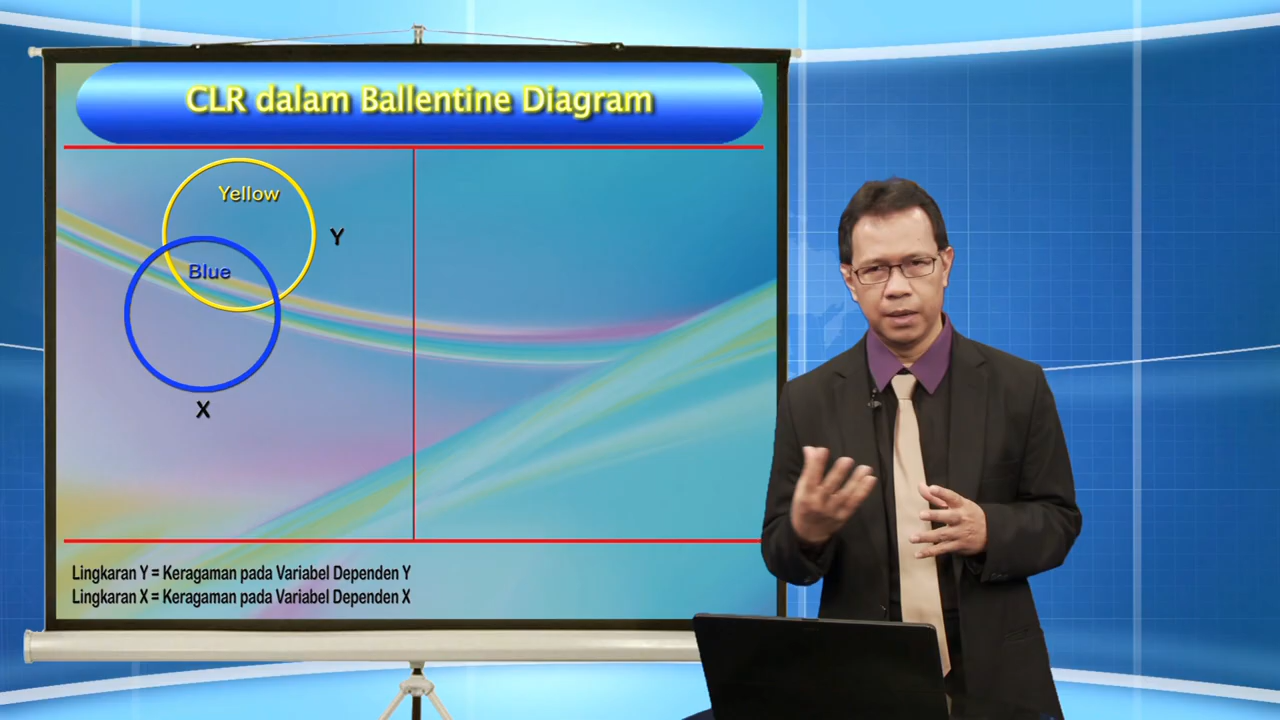 CLR dalam Ballentine Diagram
Yellow
Y
Blue
X
Lingkaran Y = Keragaman pada Variabel Dependen Y
Lingkaran X = Keragaman pada Variabel Dependen X